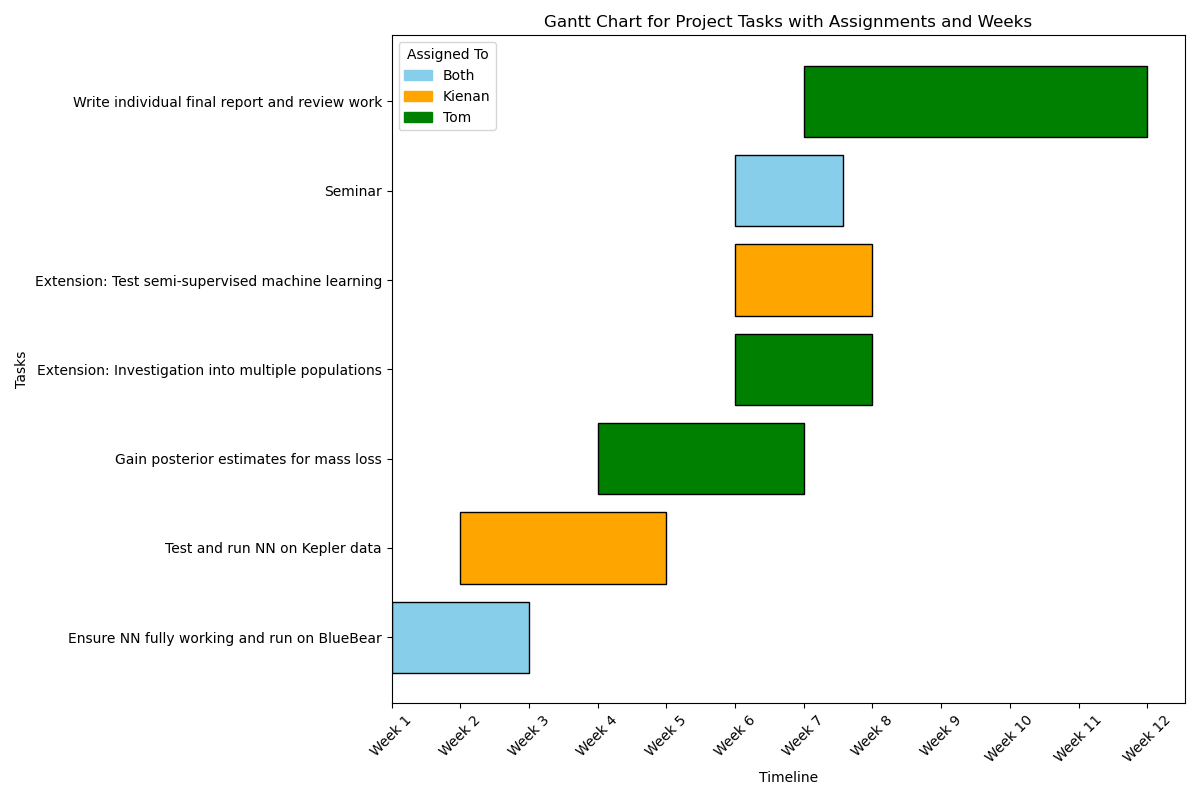 Gantt Chart for Project Tasks with Assignments and Weeks
Assigned To
Both
Kienan
Tom
Tasks
Write individual final report and review work
Seminar
Extension: Test semi-supervised machine learning
Extension: Investigation into multiple populations
Gain posterior estimates for mass loss
Test and run NN on Kepler data
Ensure NN fully working and run on BlueBear
Week 1
Week 2
Week 3
Week 4
Week 5
Week 6
Week 7
Week 8
Week 9
Week 10
Week 11
Week 12
Timeline